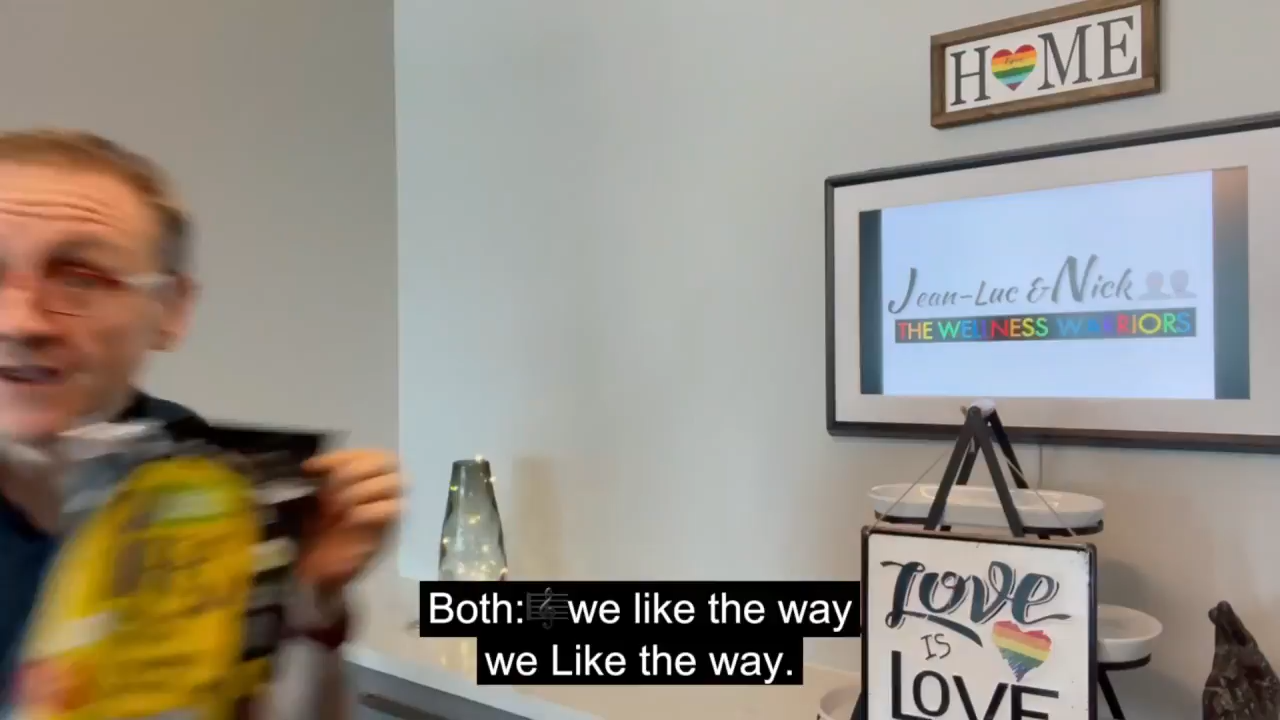 HOME
Jean-Luc & Nick
THE WELLNESS WARRIORS
Both: we like the way
we Like the way.
Love
IS
LOVE